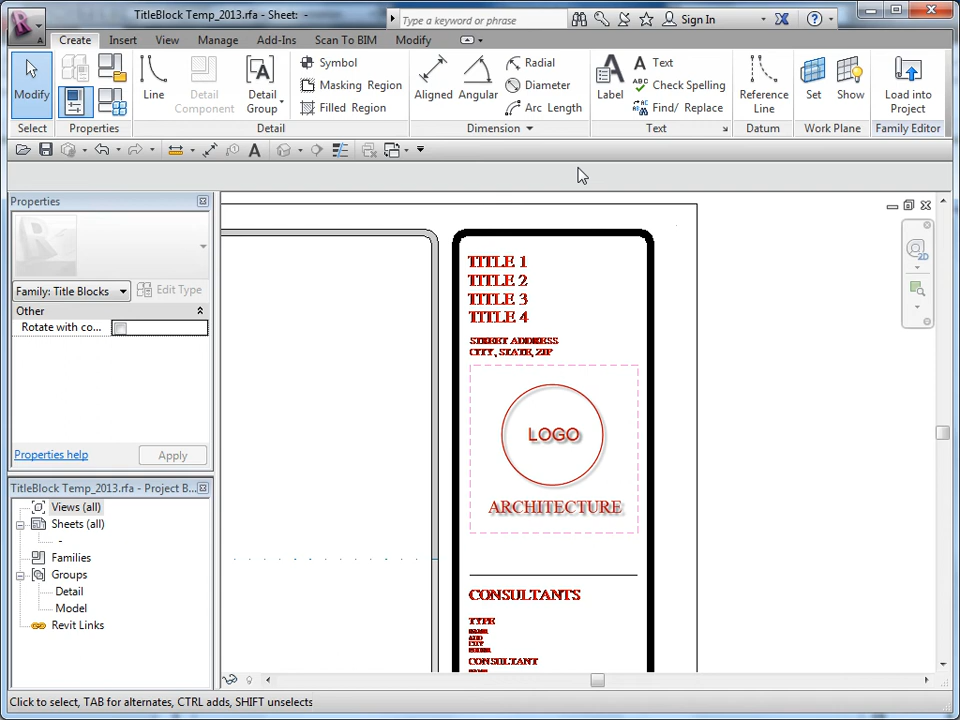 TitleBlock Temp_2013.rfa - Sheet: -
Type a keyword or phrase
Sign In
Create Insert View Manage Add-Ins Scan To BIM Modify
Modify
Line
Detail Component
Detail Group
Symbol
Masking Region
Filled Region
Aligned
Angular
Radial
Diameter
Arc Length
Label
Text
Check Spelling
Find/ Replace
Reference Line
Set
Show
Load into Project
Select Properties Detail Dimension Text Datum Work Plane Family Editor
Properties
Family: Title Blocks
Edit Type
Other
Rotate with co...
Properties help
Apply
TitleBlock Temp_2013.rfa - Project B...
Views (all)
Sheets (all)
-
Families
Groups
Detail
Model
Revit Links
TITLE 1
TITLE 2
TITLE 3
TITLE 4
STREET ADDRESS
CITY, STATE, ZIP
LOGO
ARCHITECTURE
CONSULTANTS
TYPE
CONSULTANT
2D
Click to select, TAB for alternates, CTRL adds, SHIFT unselects